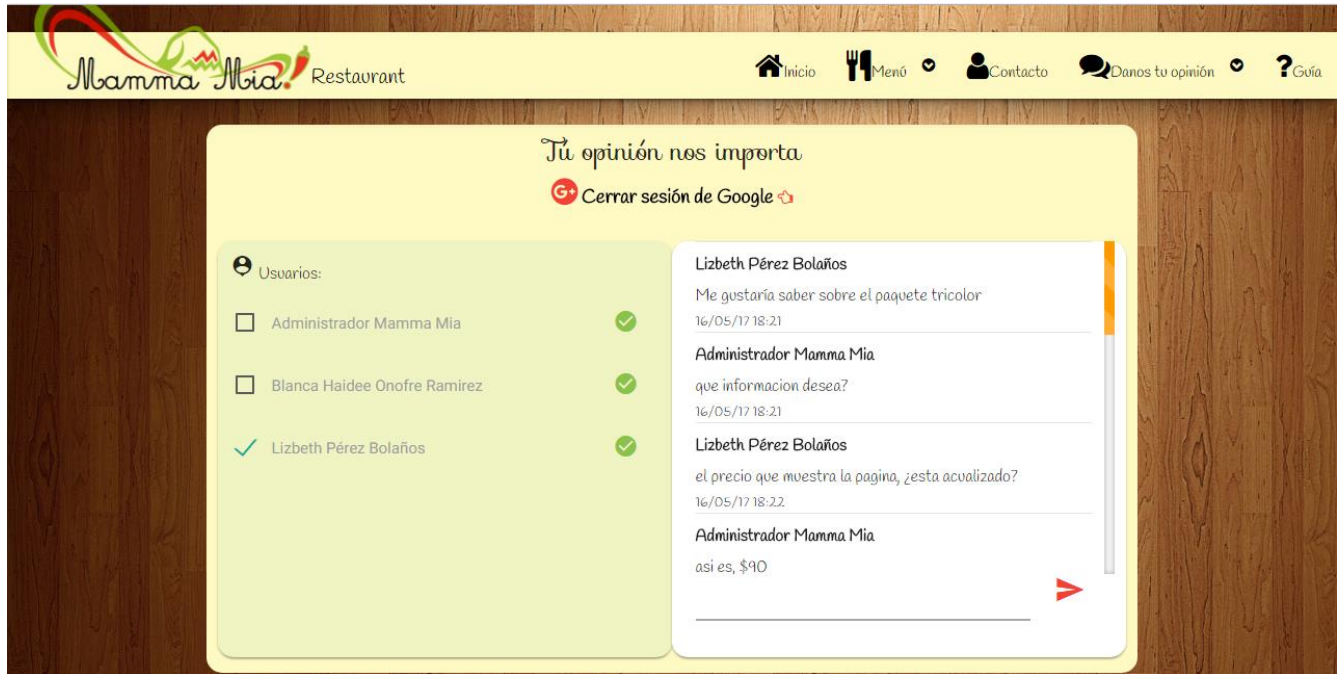 Mamma Mia! Restaurant
Inicio Menú Contacto Danos tu opinión ? Guía
Tú opinión nos importa
G+ Cerrar sesión de Google
Usuarios:
Administrador Mamma Mia
Blanca Haidee Onofre Ramirez
Lizbeth Pérez Bolaños
Lizbeth Pérez Bolaños
Me gustaría saber sobre el paquete tricolor
16/05/17 18:21
Administrador Mamma Mia
que informacion desea?
16/05/17 18:21
Lizbeth Pérez Bolaños
el precio que muestra la pagina, ¿esta acualizado?
16/05/17 18:22
Administrador Mamma Mia
asi es, $90